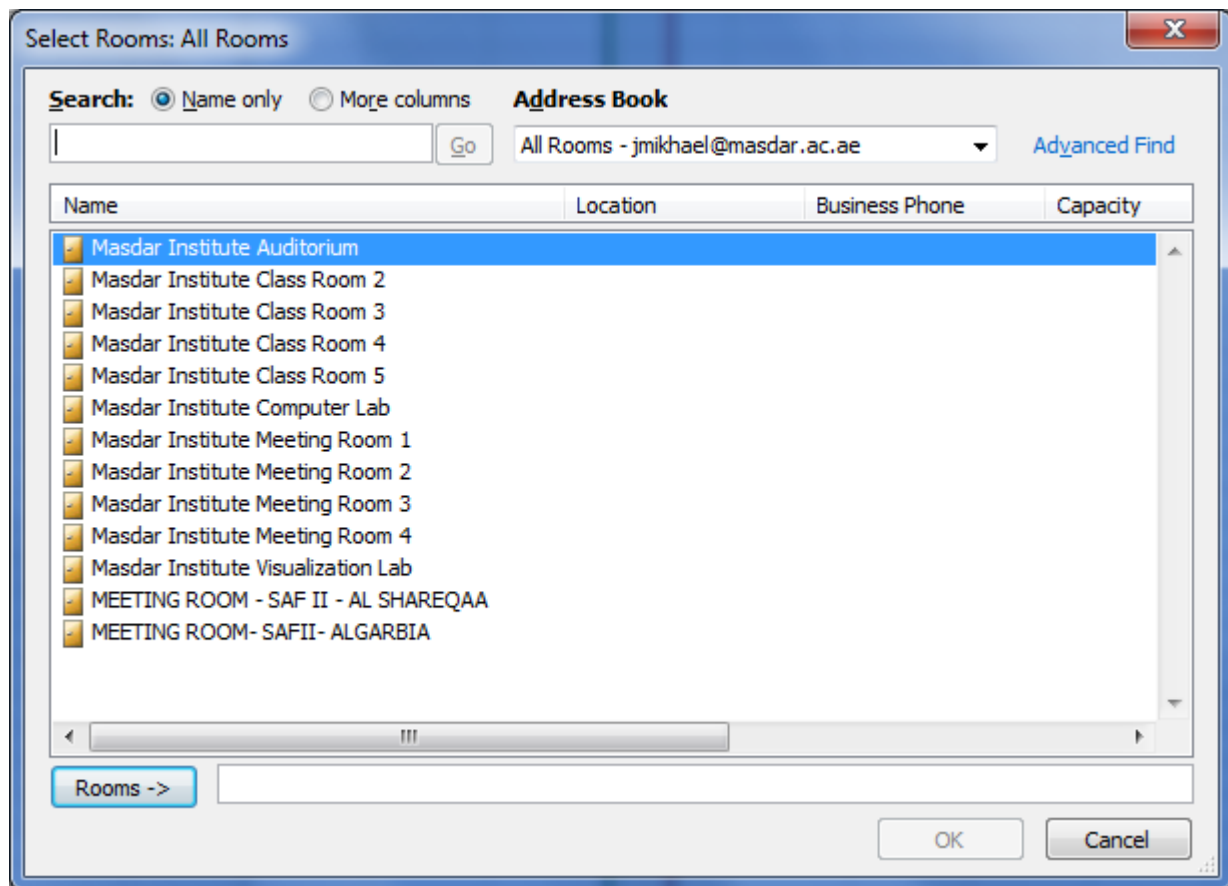 Select Rooms: All Rooms
Search: Name only More columns Address Book
Go All Rooms - jmikhael@masdar.ac.ae Advanced Find
Name Location Business Phone Capacity
Masdar Institute Auditorium
Masdar Institute Class Room 2
Masdar Institute Class Room 3
Masdar Institute Class Room 4
Masdar Institute Class Room 5
Masdar Institute Computer Lab
Masdar Institute Meeting Room 1
Masdar Institute Meeting Room 2
Masdar Institute Meeting Room 3
Masdar Institute Meeting Room 4
Masdar Institute Visualization Lab
MEETING ROOM - SAF II - AL SHAREQAA
MEETING ROOM- SAFII- ALGARBIA
Rooms ->
OK Cancel